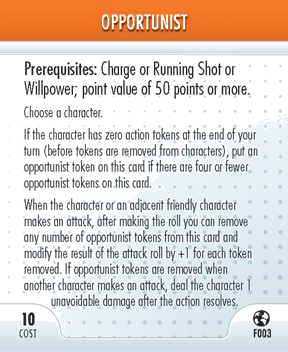 OPPORTUNIST
Prerequisites: Charge or Running Shot or
Willpower; point value of 50 points or more.
Choose a character.
If the character has zero action tokens at the end of your
turn (before tokens are removed from characters), put an
opportunist token on this card if there are four or fewer
opportunist tokens on this card.
When the character or an adjacent friendly character
makes an attack, after making the roll you can remove
any number of opportunist tokens from this card and
modify the result of the attack roll by +1 for each token
removed. If opportunist tokens are removed when
another character makes an attack, deal the character 1
unavoidable damage after the action resolves.
10
COST
F003